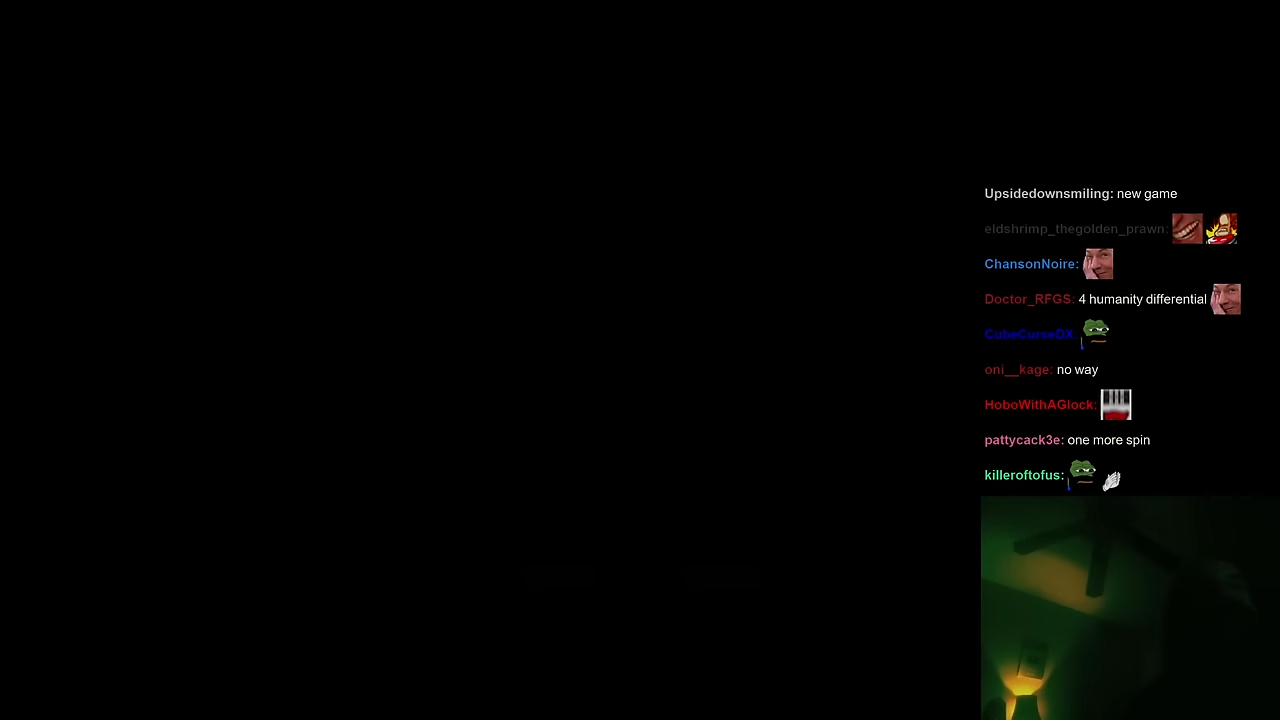 Upsidedownsmiling: new game
eldshrimp_thegolden_prawn:
ChansonNoire:
Doctor_RFGS: 4 humanity differential
CubeCurseDX:
oni__kage: no way
HoboWithAGlock:
pattycack3e: one more spin
killeroftofus: